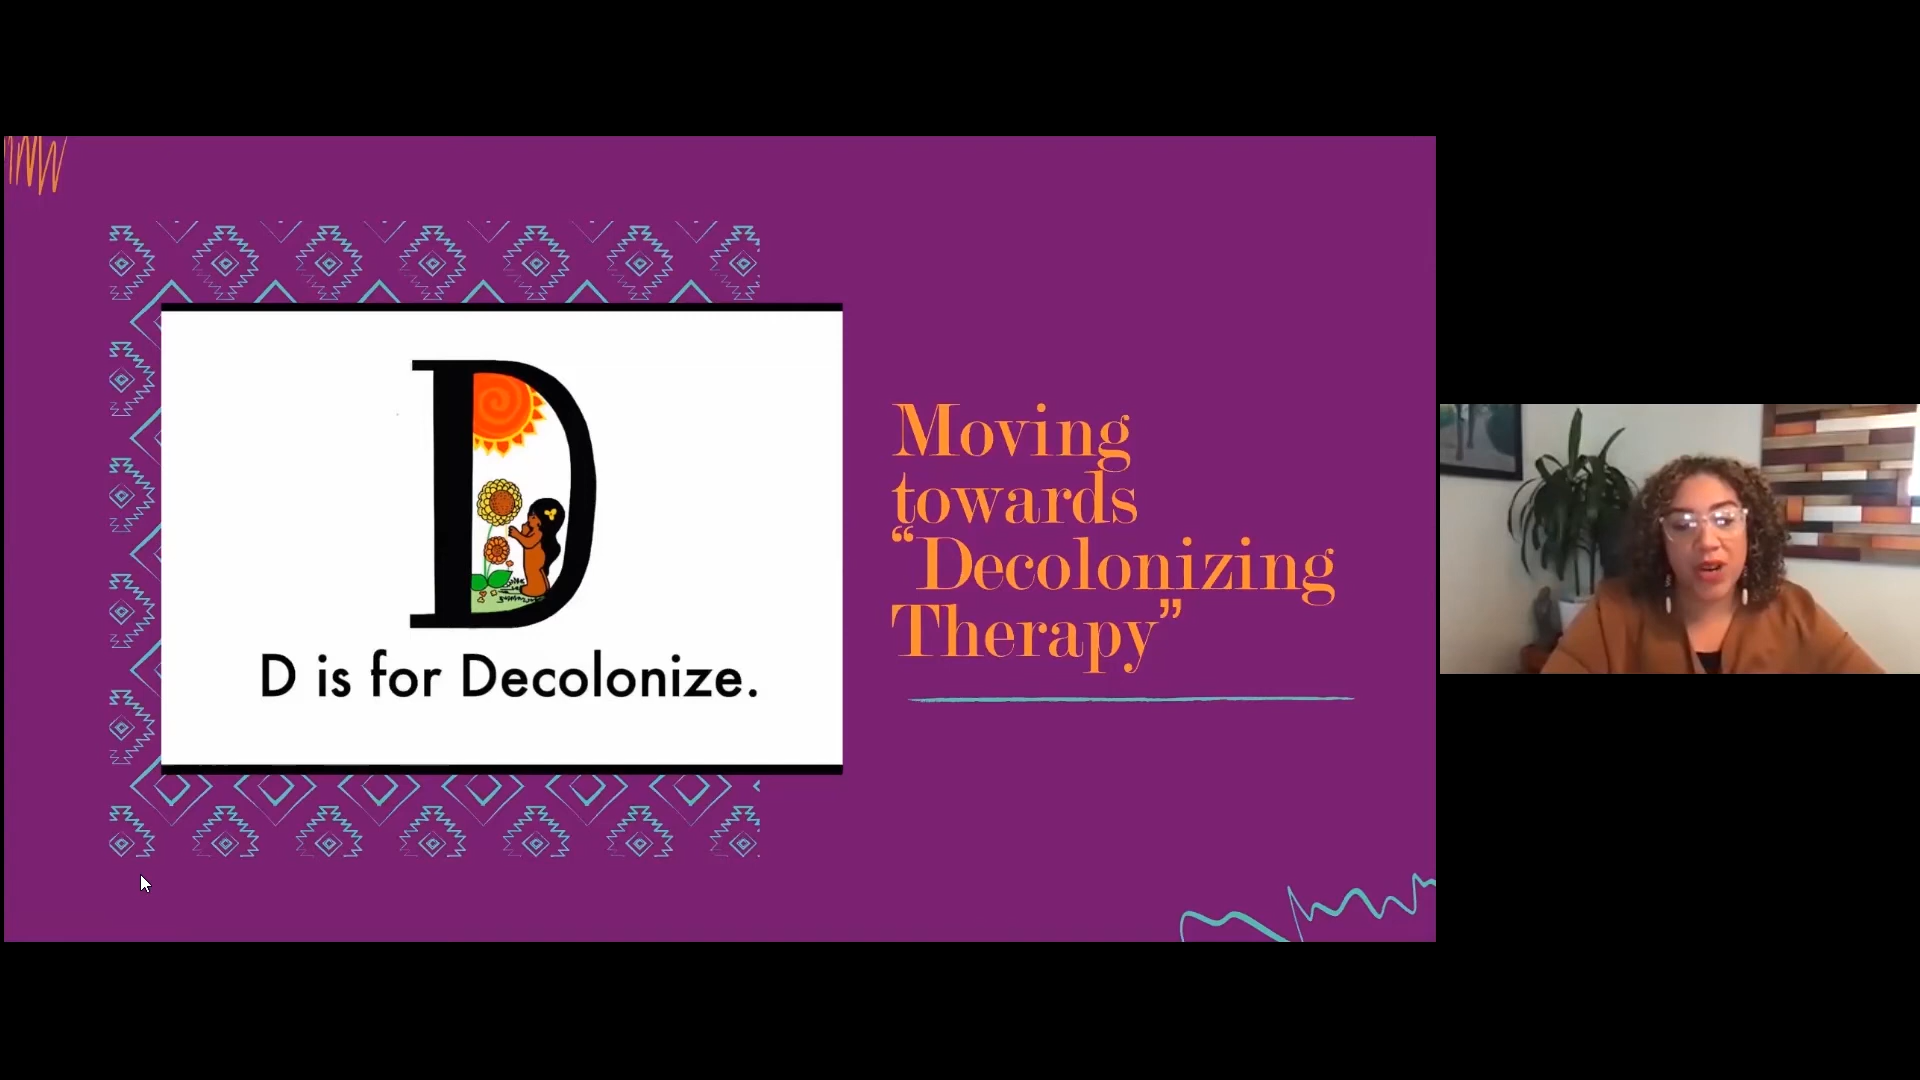 D
D is for Decolonize.
Moving
towards
“Decolonizing
Therapy”